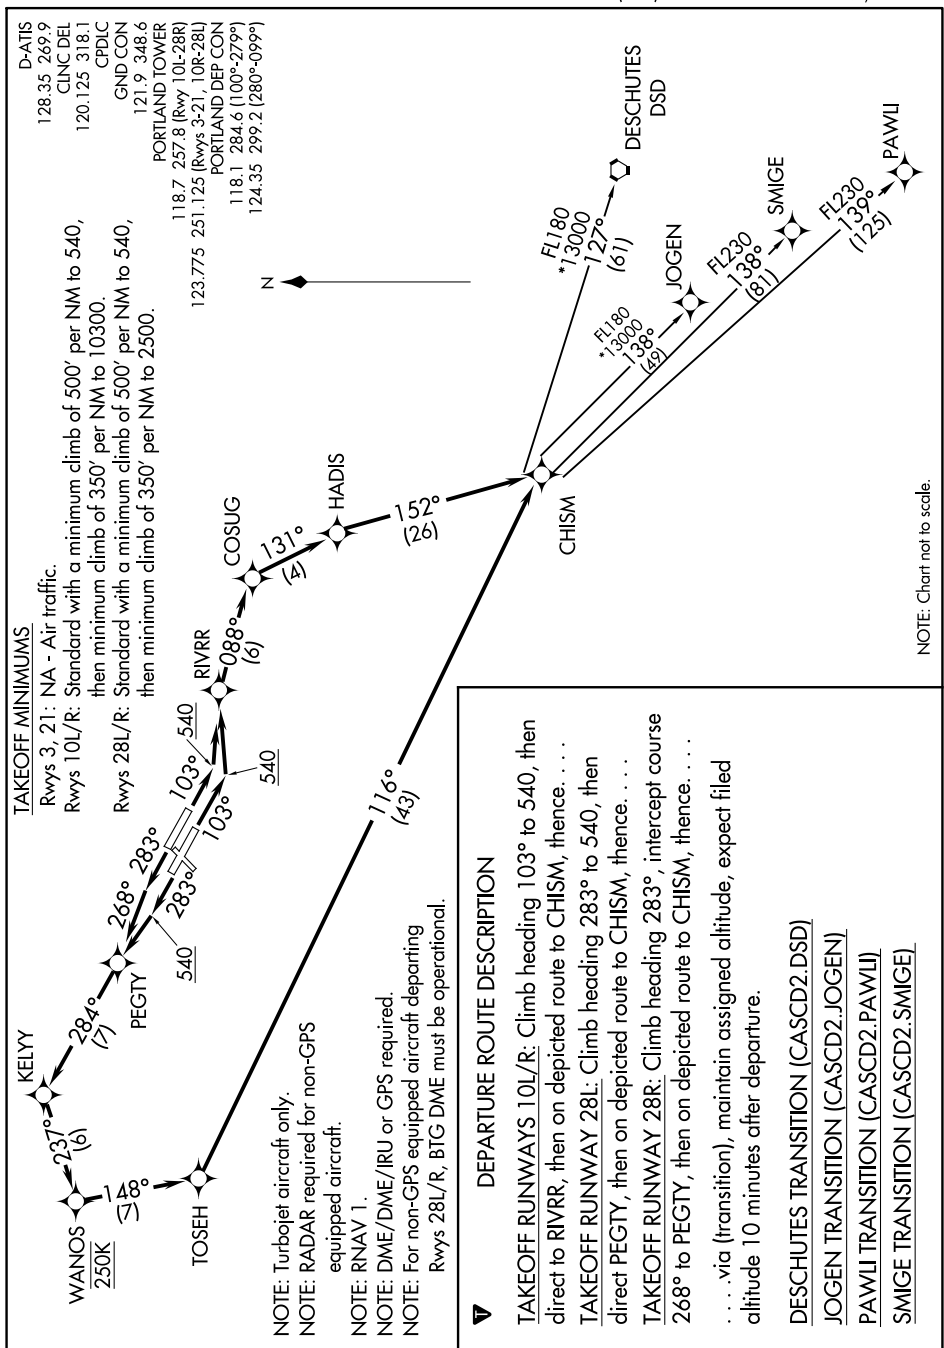 D-ATIS
128.35 269.9
CLNC DEL
120.125 318.1
CPDLC
GND CON
121.9 348.6
PORTLAND TOWER
118.7 257.8 (Rwy 10L-28R)
123.775 251.125 (Rwys 3-21, 10R-28L)
PORTLAND DEP CON
118.1 284.6 (100°-279°)
124.35 299.2 (280°-099°)
TAKEOFF MINIMUMS
Rwys 3, 21: NA - Air traffic.
Rwys 10L/R: Standard with a minimum climb of 500' per NM to 540,
then minimum climb of 350' per NM to 10300.
Rwys 28L/R: Standard with a minimum climb of 500' per NM to 540,
then minimum climb of 350' per NM to 2500.
N
KELYY
284°
(7)
237°
(6)
WANOS
250K
148°
(7)
TOSEH
PEGTY
268°
283°
283°
540
103°
103°
540
540
RIVRR
088°
(6)
COSUG
131°
(4)
HADIS
152°
(26)
116°
(43)
CHISM
FL180
*13000
127°
(61)
DESCHUTES
DSD
FL180
*13000
138°
(49)
JOGEN
FL230
138°
(81)
SMIGE
FL230
139°
(125)
PAWLI
NOTE: Turbojet aircraft only.
NOTE: RADAR required for non-GPS
equipped aircraft.
NOTE: RNAV 1.
NOTE: DME/DME/IRU or GPS required.
NOTE: For non-GPS equipped aircraft departing
Rwys 28L/R, BTG DME must be operational.
NOTE: Chart not to scale.
T
DEPARTURE ROUTE DESCRIPTION
TAKEOFF RUNWAYS 10L/R: Climb heading 103° to 540, then
direct to RIVRR, then on depicted route to CHISM, thence. . . .
TAKEOFF RUNWAY 28L: Climb heading 283° to 540, then
direct PEGTY, then on depicted route to CHISM, thence. . . .
TAKEOFF RUNWAY 28R: Climb heading 283°, intercept course
268° to PEGTY, then on depicted route to CHISM, thence. . . .
. . . .via (transition), maintain assigned altitude, expect filed
altitude 10 minutes after departure.
DESCHUTES TRANSITION (CASCD2.DSD)
JOGEN TRANSITION (CASCD2.JOGEN)
PAWLI TRANSITION (CASCD2.PAWLI)
SMIGE TRANSITION (CASCD2.SMIGE)